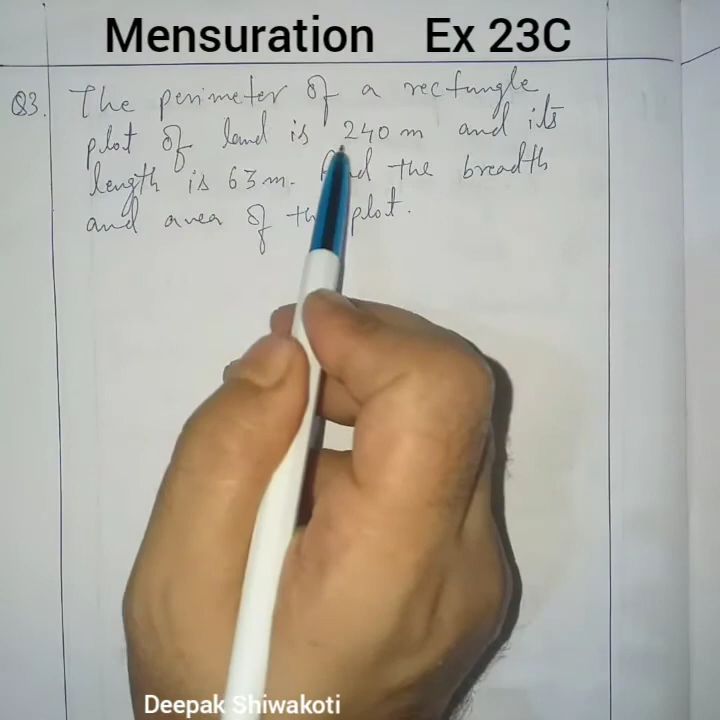 Mensuration Ex 23C
Q3. The perimeter of a rectangle
plot of land is 240 m and its
length is 63 m. the breadth
and area of plot.
Deepak Shiwakoti